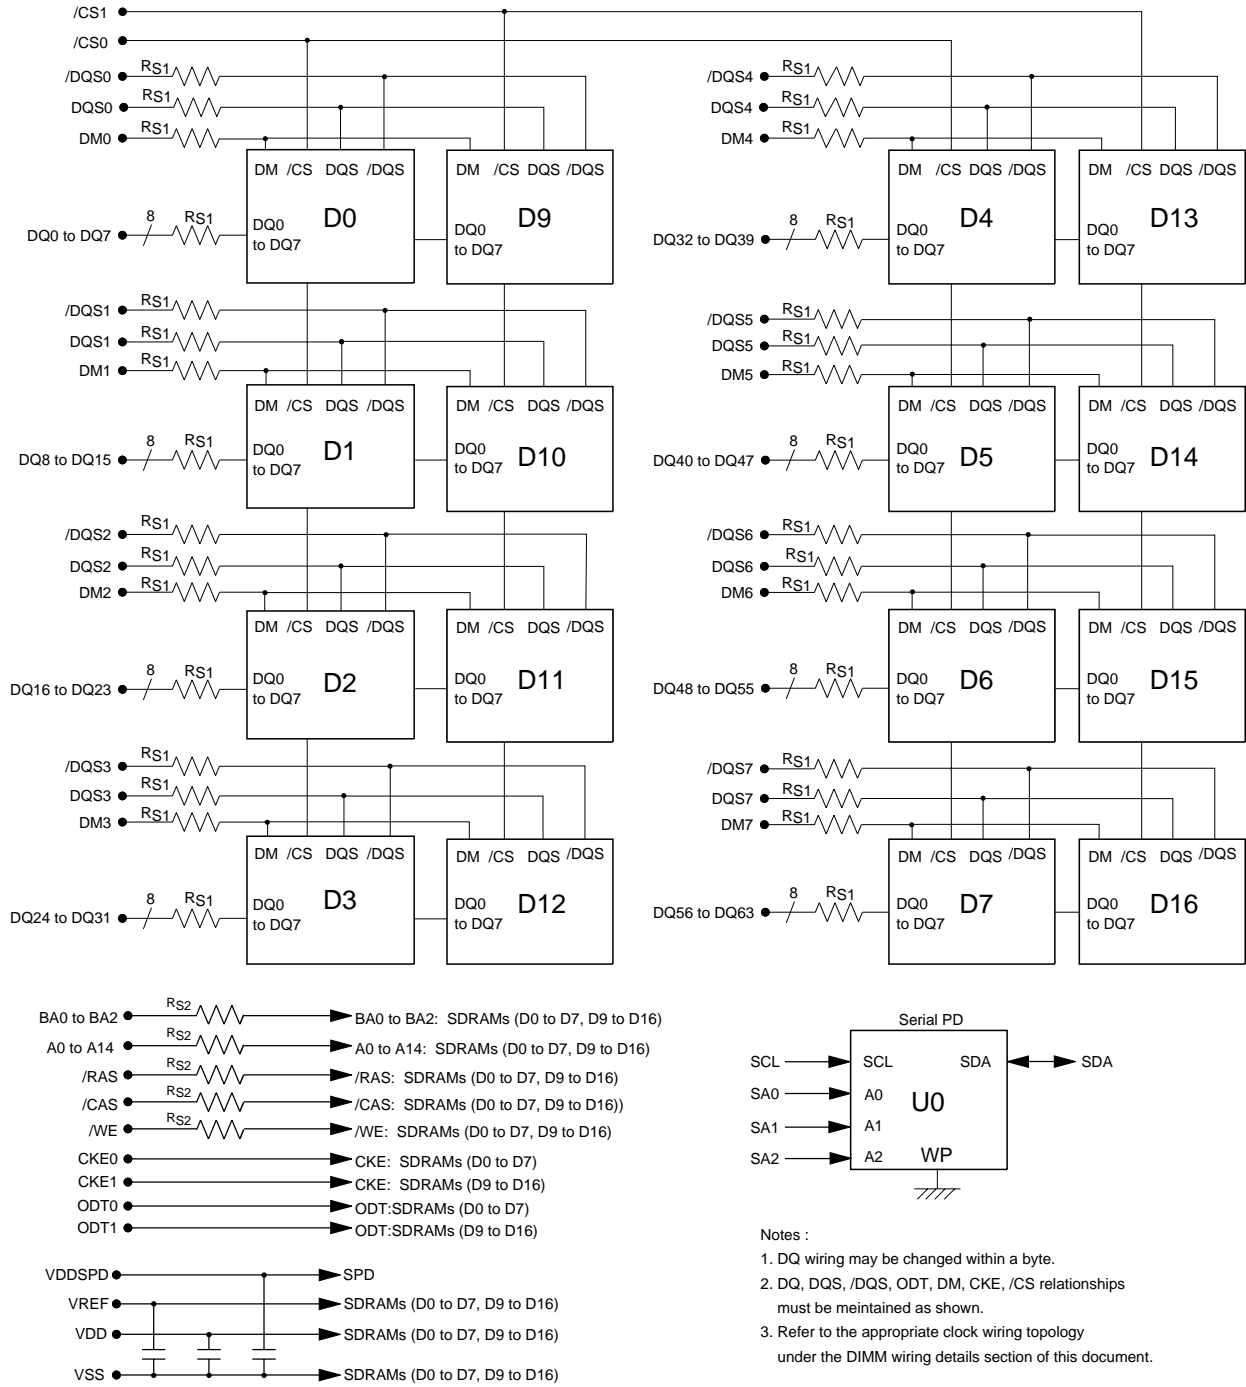 /CS1
/CS0
/DQS0 RS1
DQS0 RS1
DM0 RS1
/DQS4 RS1
DQS4 RS1
DM4 RS1
DM /CS DQS /DQS
DM /CS DQS /DQS
DM /CS DQS /DQS
DM /CS DQS /DQS
DQ0 to DQ7 8 RS1 DQ0 to DQ7 D0
DQ0 to DQ7 D9
DQ32 to DQ39 8 RS1 DQ0 to DQ7 D4
DQ0 to DQ7 D13
/DQS1 RS1
DQS1 RS1
DM1 RS1
/DQS5 RS1
DQS5 RS1
DM5 RS1
DM /CS DQS /DQS
DM /CS DQS /DQS
DM /CS DQS /DQS
DM /CS DQS /DQS
DQ8 to DQ15 8 RS1 DQ0 to DQ7 D1
DQ0 to DQ7 D10
DQ40 to DQ47 8 RS1 DQ0 to DQ7 D5
DQ0 to DQ7 D14
/DQS2 RS1
DQS2 RS1
DM2 RS1
/DQS6 RS1
DQS6 RS1
DM6 RS1
DM /CS DQS /DQS
DM /CS DQS /DQS
DM /CS DQS /DQS
DM /CS DQS /DQS
DQ16 to DQ23 8 RS1 DQ0 to DQ7 D2
DQ0 to DQ7 D11
DQ48 to DQ55 8 RS1 DQ0 to DQ7 D6
DQ0 to DQ7 D15
/DQS3 RS1
DQS3 RS1
DM3 RS1
/DQS7 RS1
DQS7 RS1
DM7 RS1
DM /CS DQS /DQS
DM /CS DQS /DQS
DM /CS DQS /DQS
DM /CS DQS /DQS
DQ24 to DQ31 8 RS1 DQ0 to DQ7 D3
DQ0 to DQ7 D12
DQ56 to DQ63 8 RS1 DQ0 to DQ7 D7
DQ0 to DQ7 D16
BA0 to BA2 RS2 BA0 to BA2: SDRAMs (D0 to D7, D9 to D16)
A0 to A14 RS2 A0 to A14: SDRAMs (D0 to D7, D9 to D16)
/RAS RS2 /RAS: SDRAMs (D0 to D7, D9 to D16)
/CAS RS2 /CAS: SDRAMs (D0 to D7, D9 to D16))
/WE RS2 /WE: SDRAMs (D0 to D7, D9 to D16)
CKE0 CKE: SDRAMs (D0 to D7)
CKE1 CKE: SDRAMs (D9 to D16)
ODT0 ODT:SDRAMs (D0 to D7)
ODT1 ODT:SDRAMs (D9 to D16)
VDDSPD SPD
VREF SDRAMs (D0 to D7, D9 to D16)
VDD SDRAMs (D0 to D7, D9 to D16)
VSS SDRAMs (D0 to D7, D9 to D16)
Serial PD
SCL SCL SDA SDA
SA0 A0 U0
SA1 A1
SA2 A2 WP
Notes :
1. DQ wiring may be changed within a byte.
2. DQ, DQS, /DQS, ODT, DM, CKE, /CS relationships
must be meintained as shown.
3. Refer to the appropriate clock wiring topology
under the DIMM wiring details section of this document.